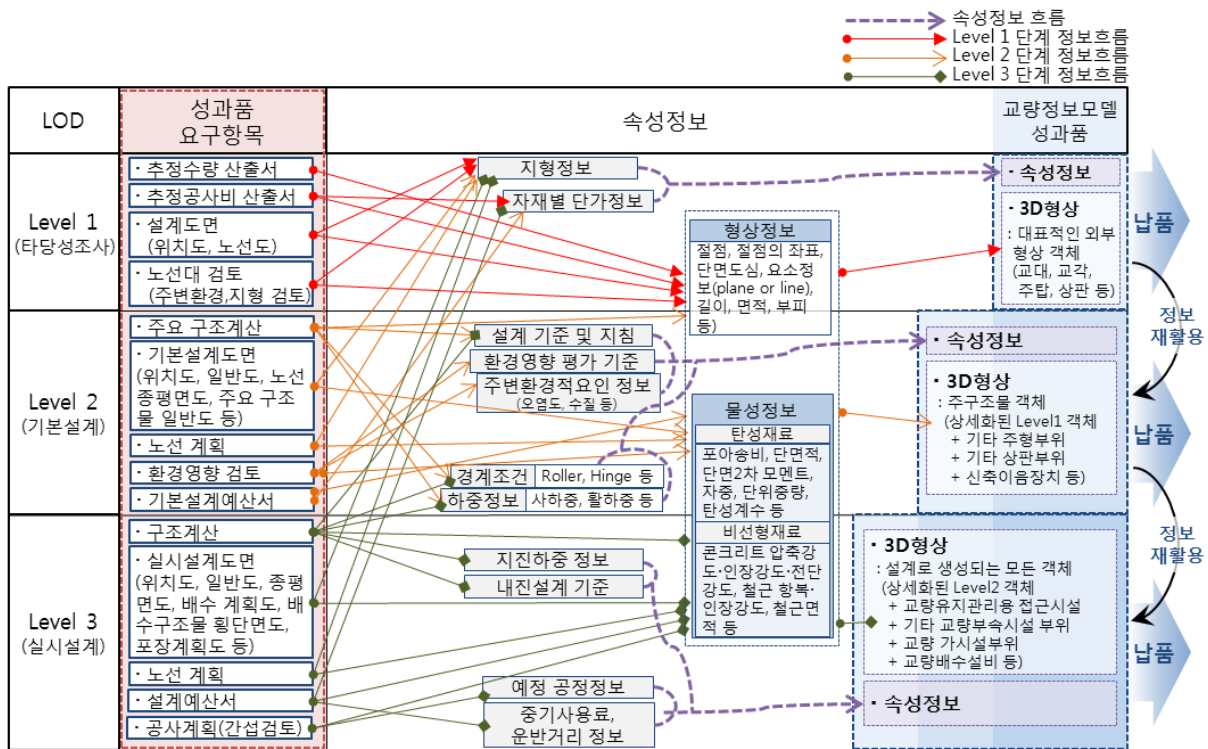 속성정보 흐름
Level 1 단계 정보흐름
Level 2 단계 정보흐름
Level 3 단계 정보흐름
LOD
성과품
요구항목
속성정보
교량정보모델
성과품
Level 1
(타당성조사)
· 추정수량 산출서
· 추정공사비 산출서
· 설계도면
(위치도, 노선도)
· 노선대 검토
(주변환경,지형 검토)
지형정보
자재별 단가정보
형상정보
절점, 절점의 좌표,
단면도심, 요소정
보(plane or line),
길이, 면적, 부피
등)
· 속성정보
· 3D형상
: 대표적인 외부
형상 객체
(교대, 교각,
주탑, 상판 등)
납품
정보
재활용
Level 2
(기본설계)
· 주요 구조계산
· 기본설계도면
(위치도, 일반도, 노선
종평면도, 주요 구조
물 일반도 등)
· 노선 계획
· 환경영향 검토
· 기본설계예산서
설계 기준 및 지침
환경영향 평가 기준
주변환경적요인 정보
(오염도, 수질 등)
경계조건
Roller, Hinge 등
하중정보
사하중, 활하중 등
물성정보
탄성재료
포아송비, 단면적,
단면2차 모멘트,
자중, 단위중량,
탄성계수 등
비선형재료
콘크리트 압축강
도·인장강도·전단
강도, 철근 항복·
인장강도, 철근면
적 등
· 속성정보
· 3D형상
: 주구조물 객체
(상세화된 Level1 객체
+ 기타 주형부위
+ 기타 상판부위
+ 신축이음장치 등)
납품
정보
재활용
Level 3
(실시설계)
· 구조계산
· 실시설계도면
(위치도, 일반도, 종평
면도, 배수 계획도, 배
수구조물 횡단면도,
포장계획도 등)
· 노선 계획
· 설계예산서
· 공사계획(간섭검토)
지진하중 정보
내진설계 기준
예정 공정정보
중기사용료,
운반거리 정보
· 3D형상
: 설계로 생성되는 모든 객체
(상세화된 Level2 객체
+ 교량유지관리용 접근시설
+ 기타 교량부속시설 부위
+ 교량 가시설부위
+ 교량배수설비 등)
· 속성정보
납품